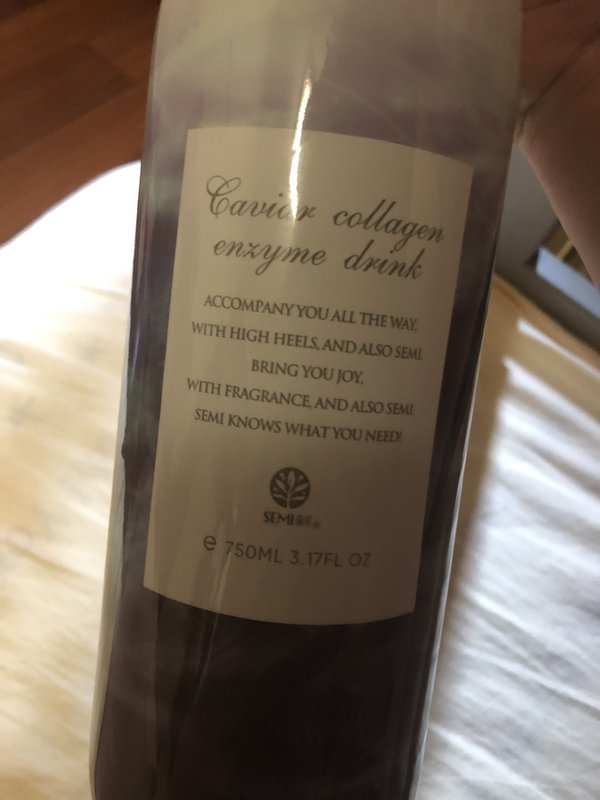 Caviar collagen
enzyme drink
ACCOMPANY YOU ALL THE WAY,
WITH HIGH HEELS, AND ALSO SEMI.
BRING YOU JOY,
WITH FRAGRANCE, AND ALSO SEMI.
SEMI KNOWS WHAT YOU NEED!
SEMI
e 750ML 3.17FL OZ